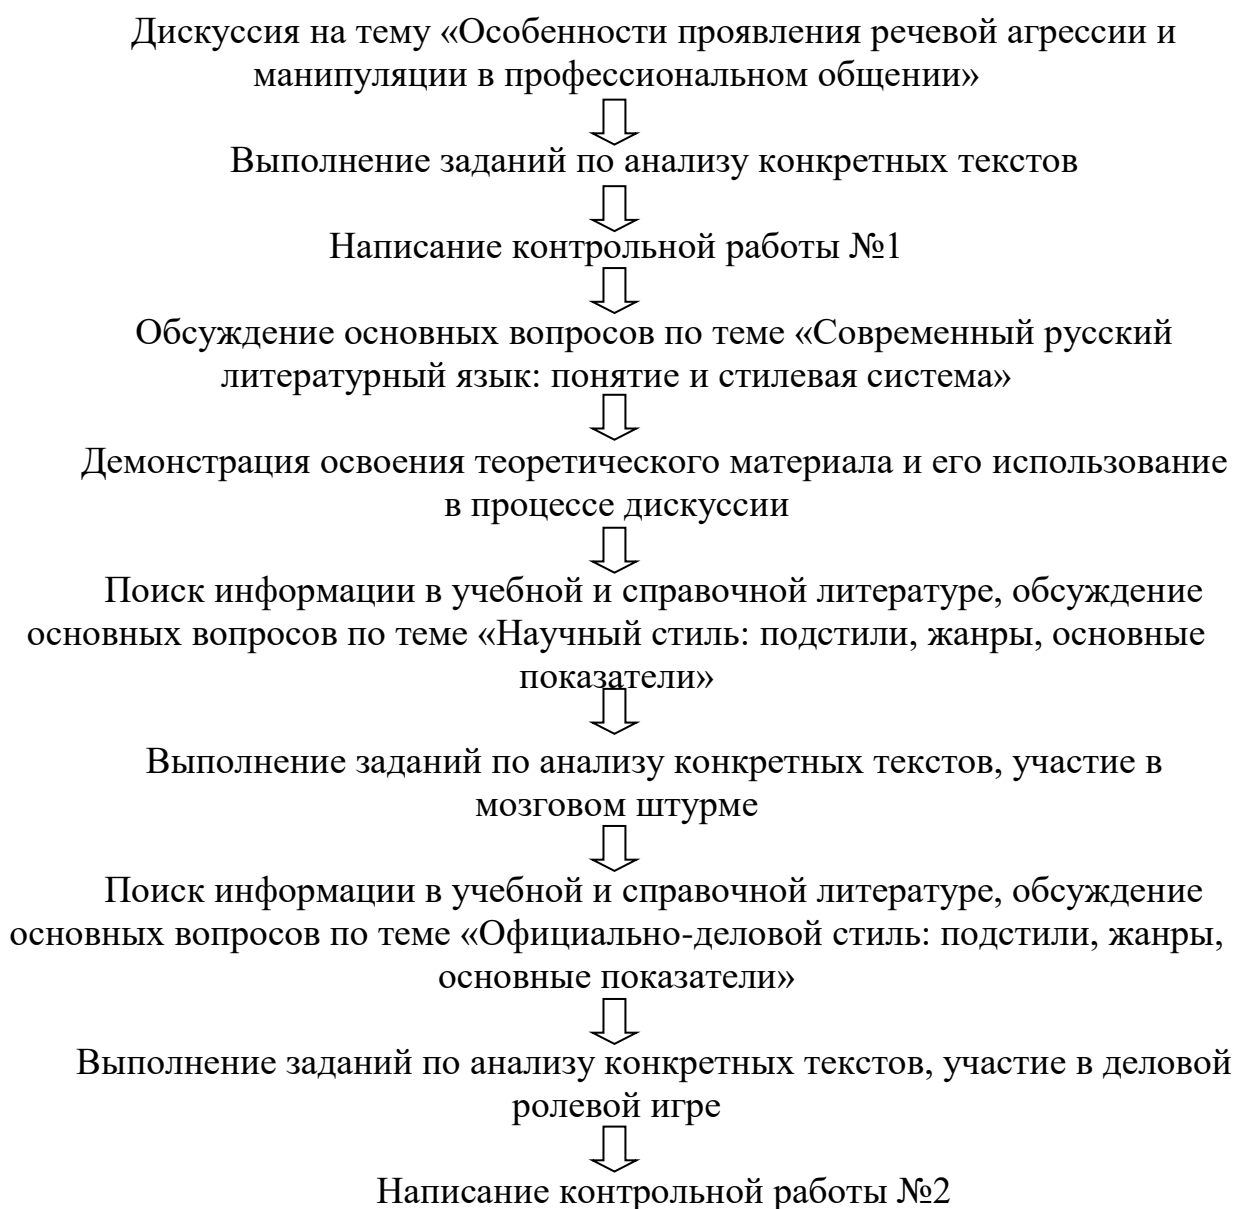 Дискуссия на тему «Особенности проявления речевой агрессии и
манипуляции в профессиональном общении»
Выполнение заданий по анализу конкретных текстов
Написание контрольной работы №1
Обсуждение основных вопросов по теме «Современный русский
литературный язык: понятие и стилевая система»
Демонстрация освоения теоретического материала и его использование
в процессе дискуссии
Поиск информации в учебной и справочной литературе, обсуждение
основных вопросов по теме «Научный стиль: подстили, жанры, основные
показатели»
Выполнение заданий по анализу конкретных текстов, участие в
мозговом штурме
Поиск информации в учебной и справочной литературе, обсуждение
основных вопросов по теме «Официально-деловой стиль: подстили, жанры,
основные показатели»
Выполнение заданий по анализу конкретных текстов, участие в деловой
ролевой игре
Написание контрольной работы №2